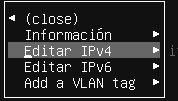 ◀ (close)
Información ▶
Editar IPv4 ▶
Editar IPv6 ▶
Add a VLAN tag ▶